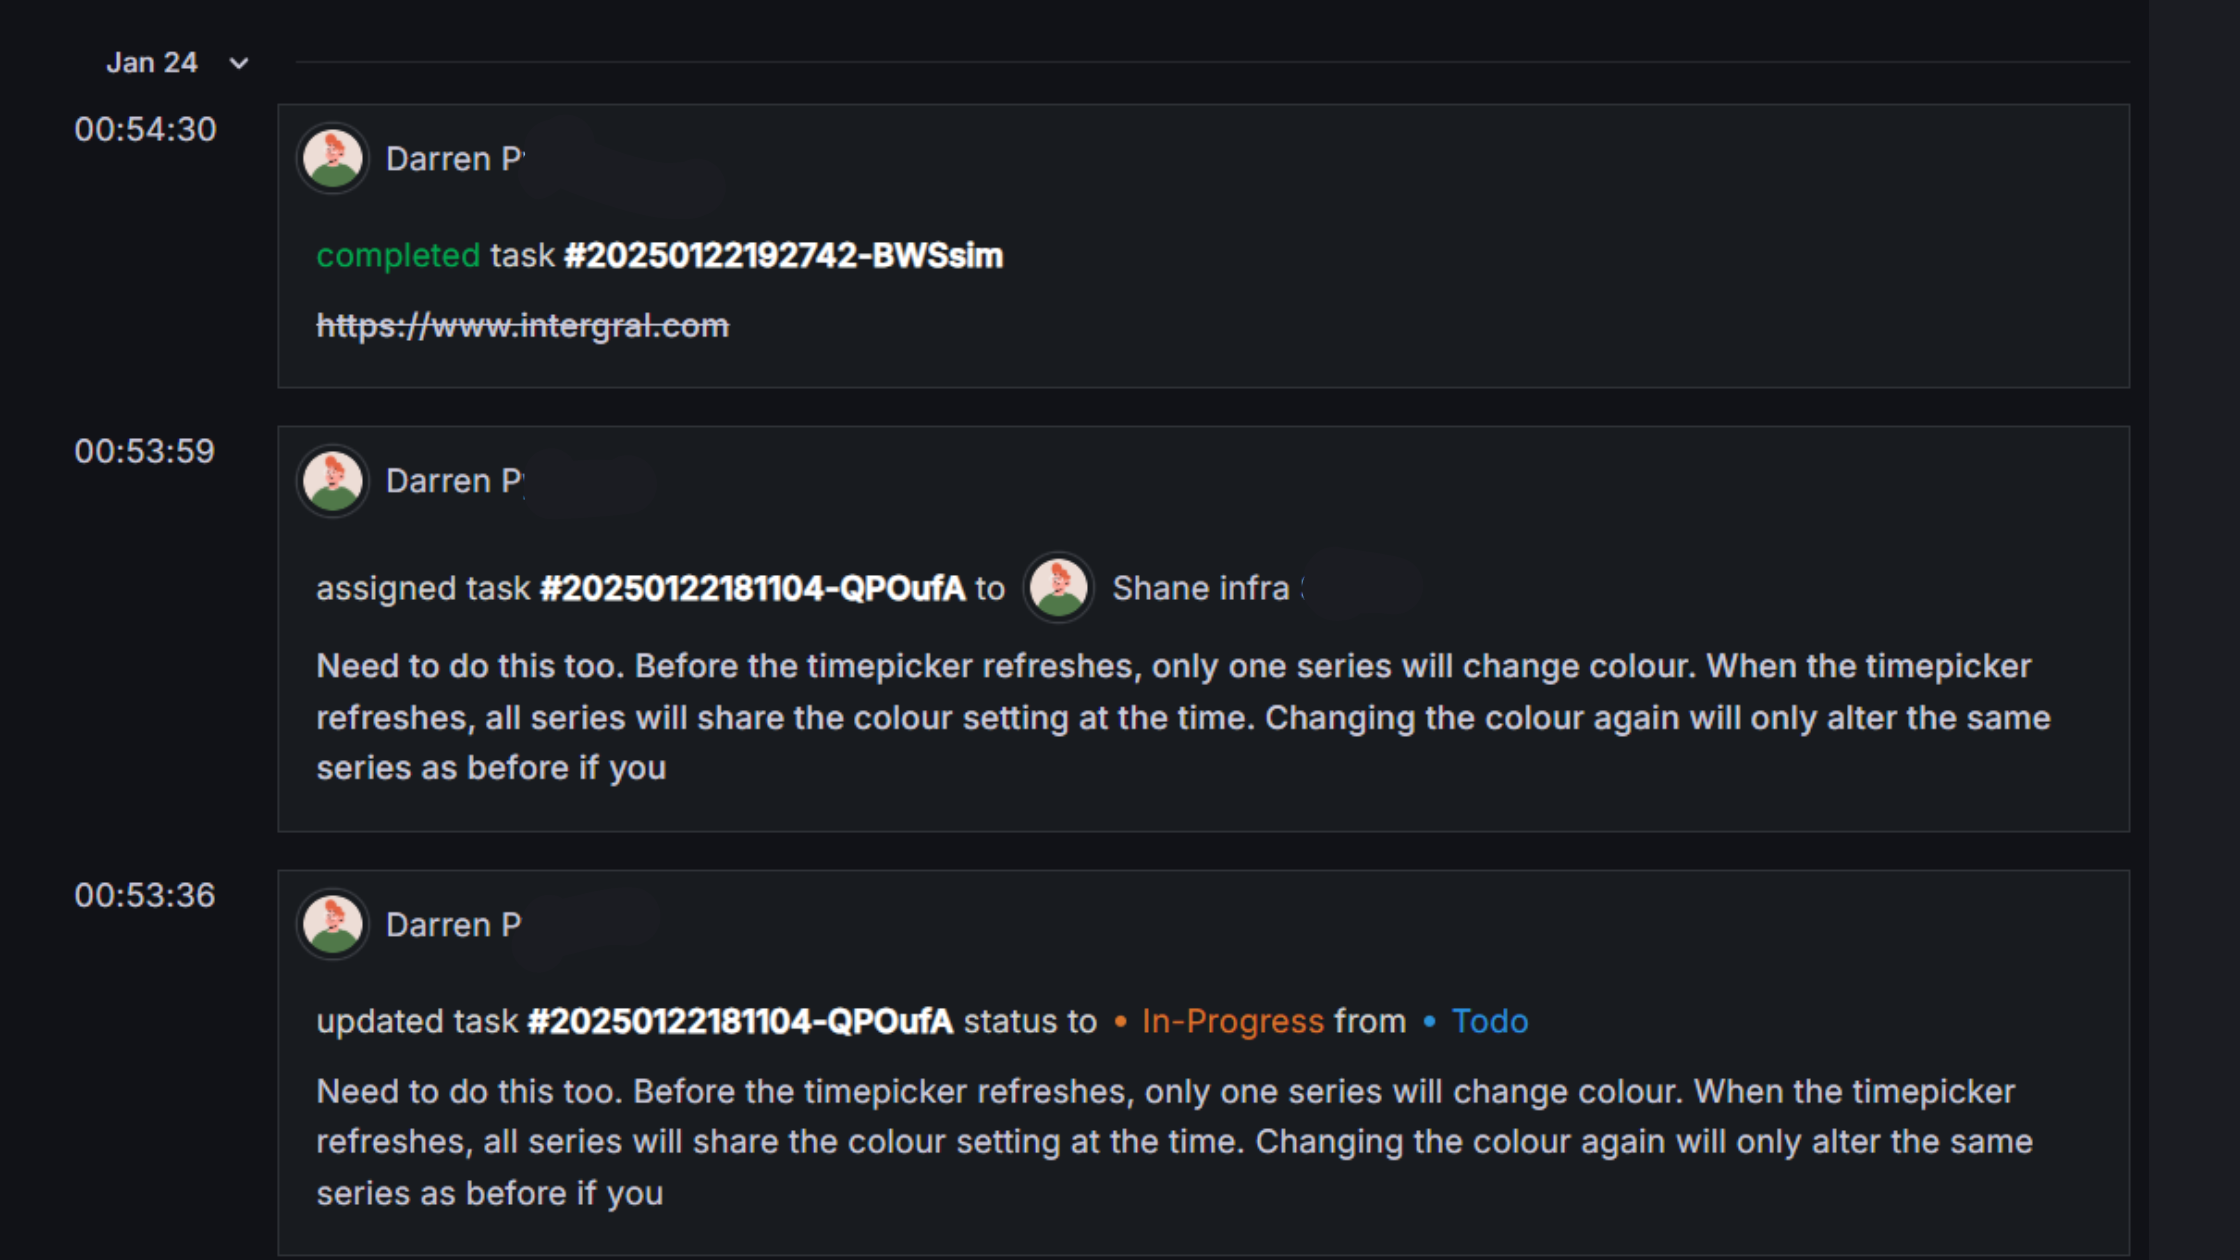 Jan 24
00:54:30
Darren P
completed task #20250122192742-BWSsim
https://www.intergral.com
00:53:59
Darren P
assigned task #20250122181104-QPOufA to Shane infra
Need to do this too. Before the timepicker refreshes, only one series will change colour. When the timepicker
refreshes, all series will share the colour setting at the time. Changing the colour again will only alter the same
series as before if you
00:53:36
Darren P
updated task #20250122181104-QPOufA status to • In-Progress from • Todo
Need to do this too. Before the timepicker refreshes, only one series will change colour. When the timepicker
refreshes, all series will share the colour setting at the time. Changing the colour again will only alter the same
series as before if you